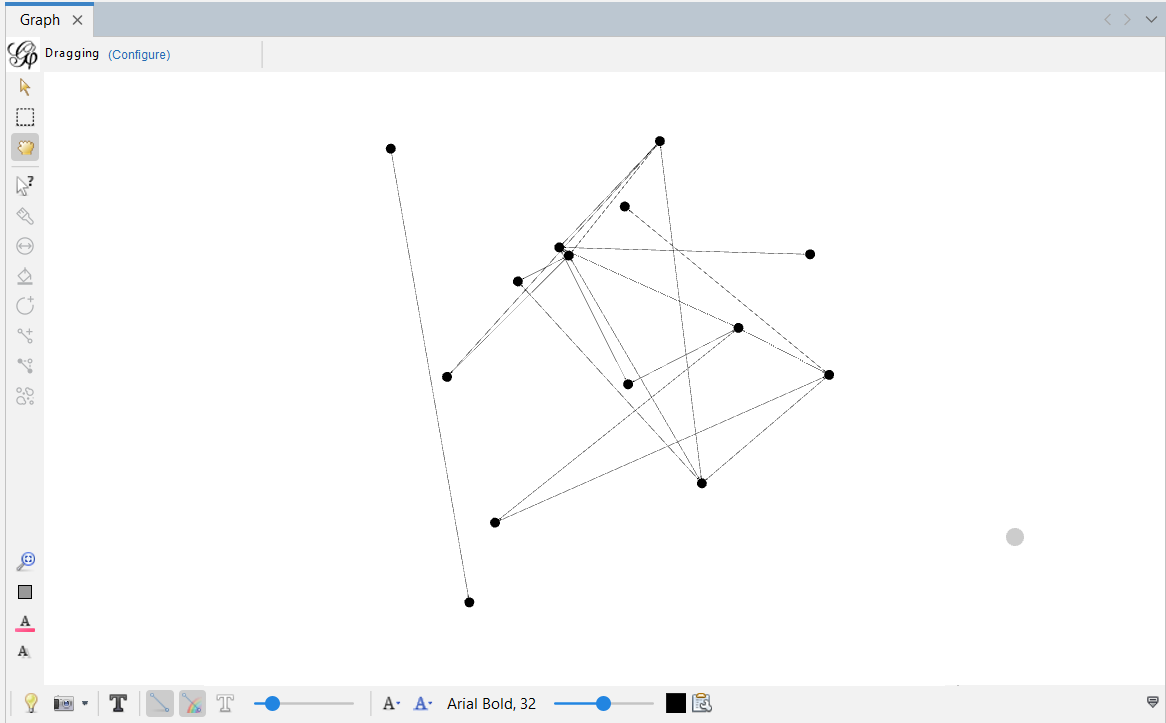 Graph
Dragging (Configure)
?
A
A
T
T
A
A
Arial Bold, 32